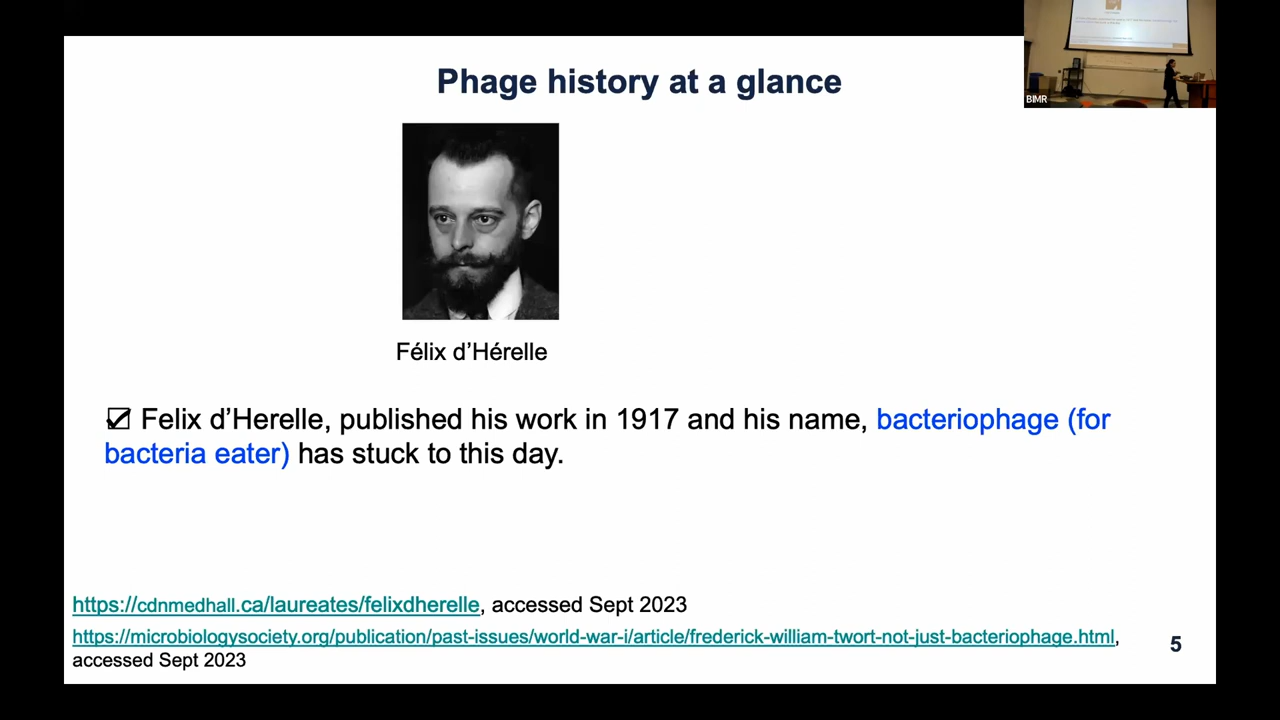 Phage history at a glance
BIMR
Félix d’Hérelle
☑ Felix d’Herelle, published his work in 1917 and his name, bacteriophage (for
bacteria eater) has stuck to this day.
https://cdnmedhall.ca/laureates/felixdherelle, accessed Sept 2023
https://microbiologysociety.org/publication/past-issues/world-war-i/article/frederick-william-twort-not-just-bacteriophage.html,
accessed Sept 2023
5